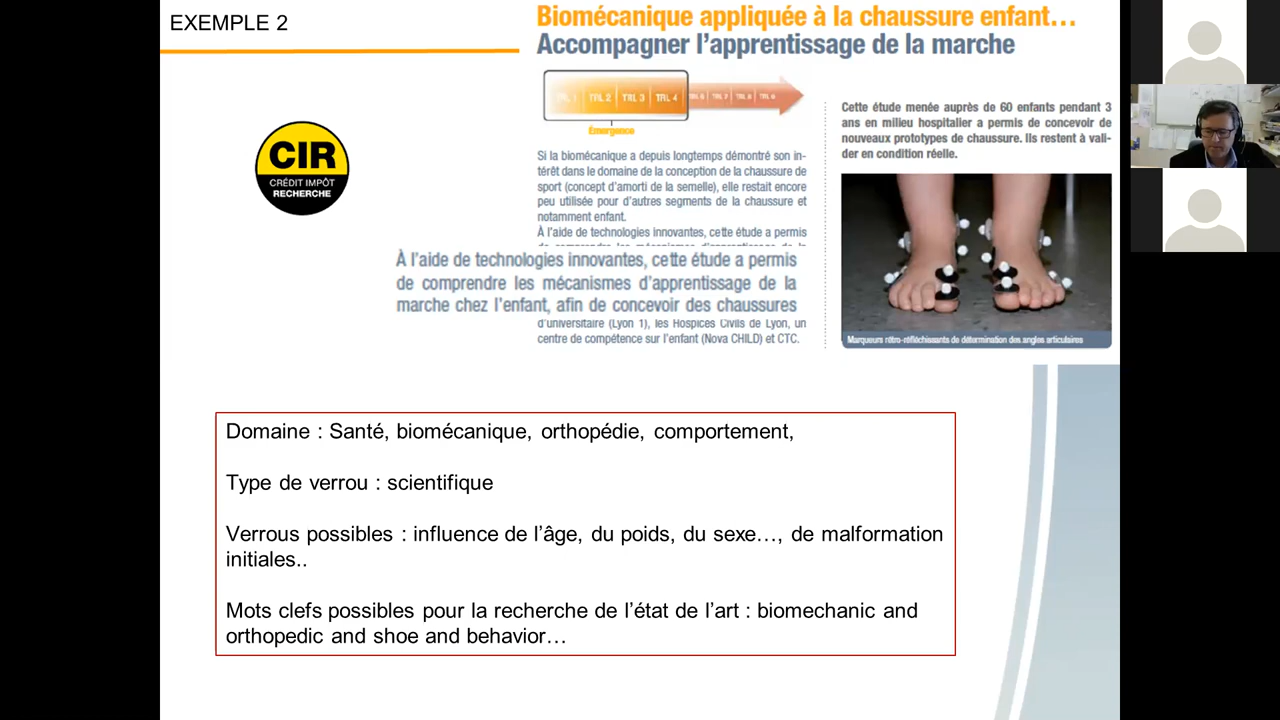 EXEMPLE 2
Biomécanique appliquée à la chaussure enfant…
Accompagner l'apprentissage de la marche
TRL 2 TRL 3 TRL 4
Émergence
CIR
CRÉDIT IMPÔT
RECHERCHE
Si la biomécanique a depuis longtemps démontré son in-
térêt dans le domaine de la conception de la chaussure de
sport (concept d'amorti de la semelle), elle restait encore
peu utilisée pour d'autres segments de la chaussure et
notamment enfant.
À l'aide de technologies innovantes, cette étude a permis
À l'aide de technologies innovantes, cette étude a permis
de comprendre les mécanismes d'apprentissage de la
marche chez l'enfant, afin de concevoir des chaussures
d'universitaire (Lyon 1), les Hospices Civils de Lyon, un
centre de compétence sur l'enfant (Nova CHILD) et CTC.
Cette étude menée auprès de 60 enfants pendant 3
ans en milieu hospitalier a permis de concevoir de
nouveaux prototypes de chaussure. Ils restent à vali-
der en condition réelle.
Marqueurs rétro-réfléchissants de détermination des angles articulaires
Domaine : Santé, biomécanique, orthopédie, comportement,
Type de verrou : scientifique
Verrous possibles : influence de l'âge, du poids, du sexe…, de malformation
initiales..
Mots clefs possibles pour la recherche de l'état de l'art : biomechanic and
orthopedic and shoe and behavior…